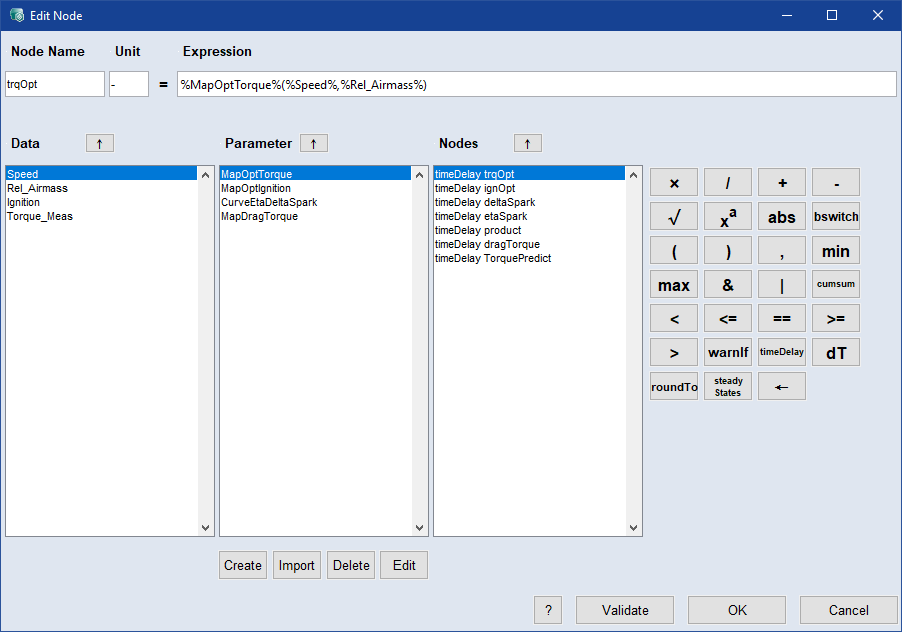 Edit Node
Node Name Unit Expression
trqOpt - = %MapOptTorque%(%Speed%,%Rel_Airmass%)
Data ↑ Parameter ↑ Nodes ↑
Speed
Rel_Airmass
Ignition
Torque_Meas
MapOptTorque
MapOptIgnition
CurveEtaDeltaSpark
MapDragTorque
timeDelay trqOpt
timeDelay ignOpt
timeDelay deltaSpark
timeDelay etaSpark
timeDelay product
timeDelay dragTorque
timeDelay TorquePredict
× / + -
√ xᵃ abs bswitch
( ) , min
max & | cumsum
< <= == >=
> warnIf timeDelay dT
roundTo steady States ←
Create Import Delete Edit
? Validate OK Cancel